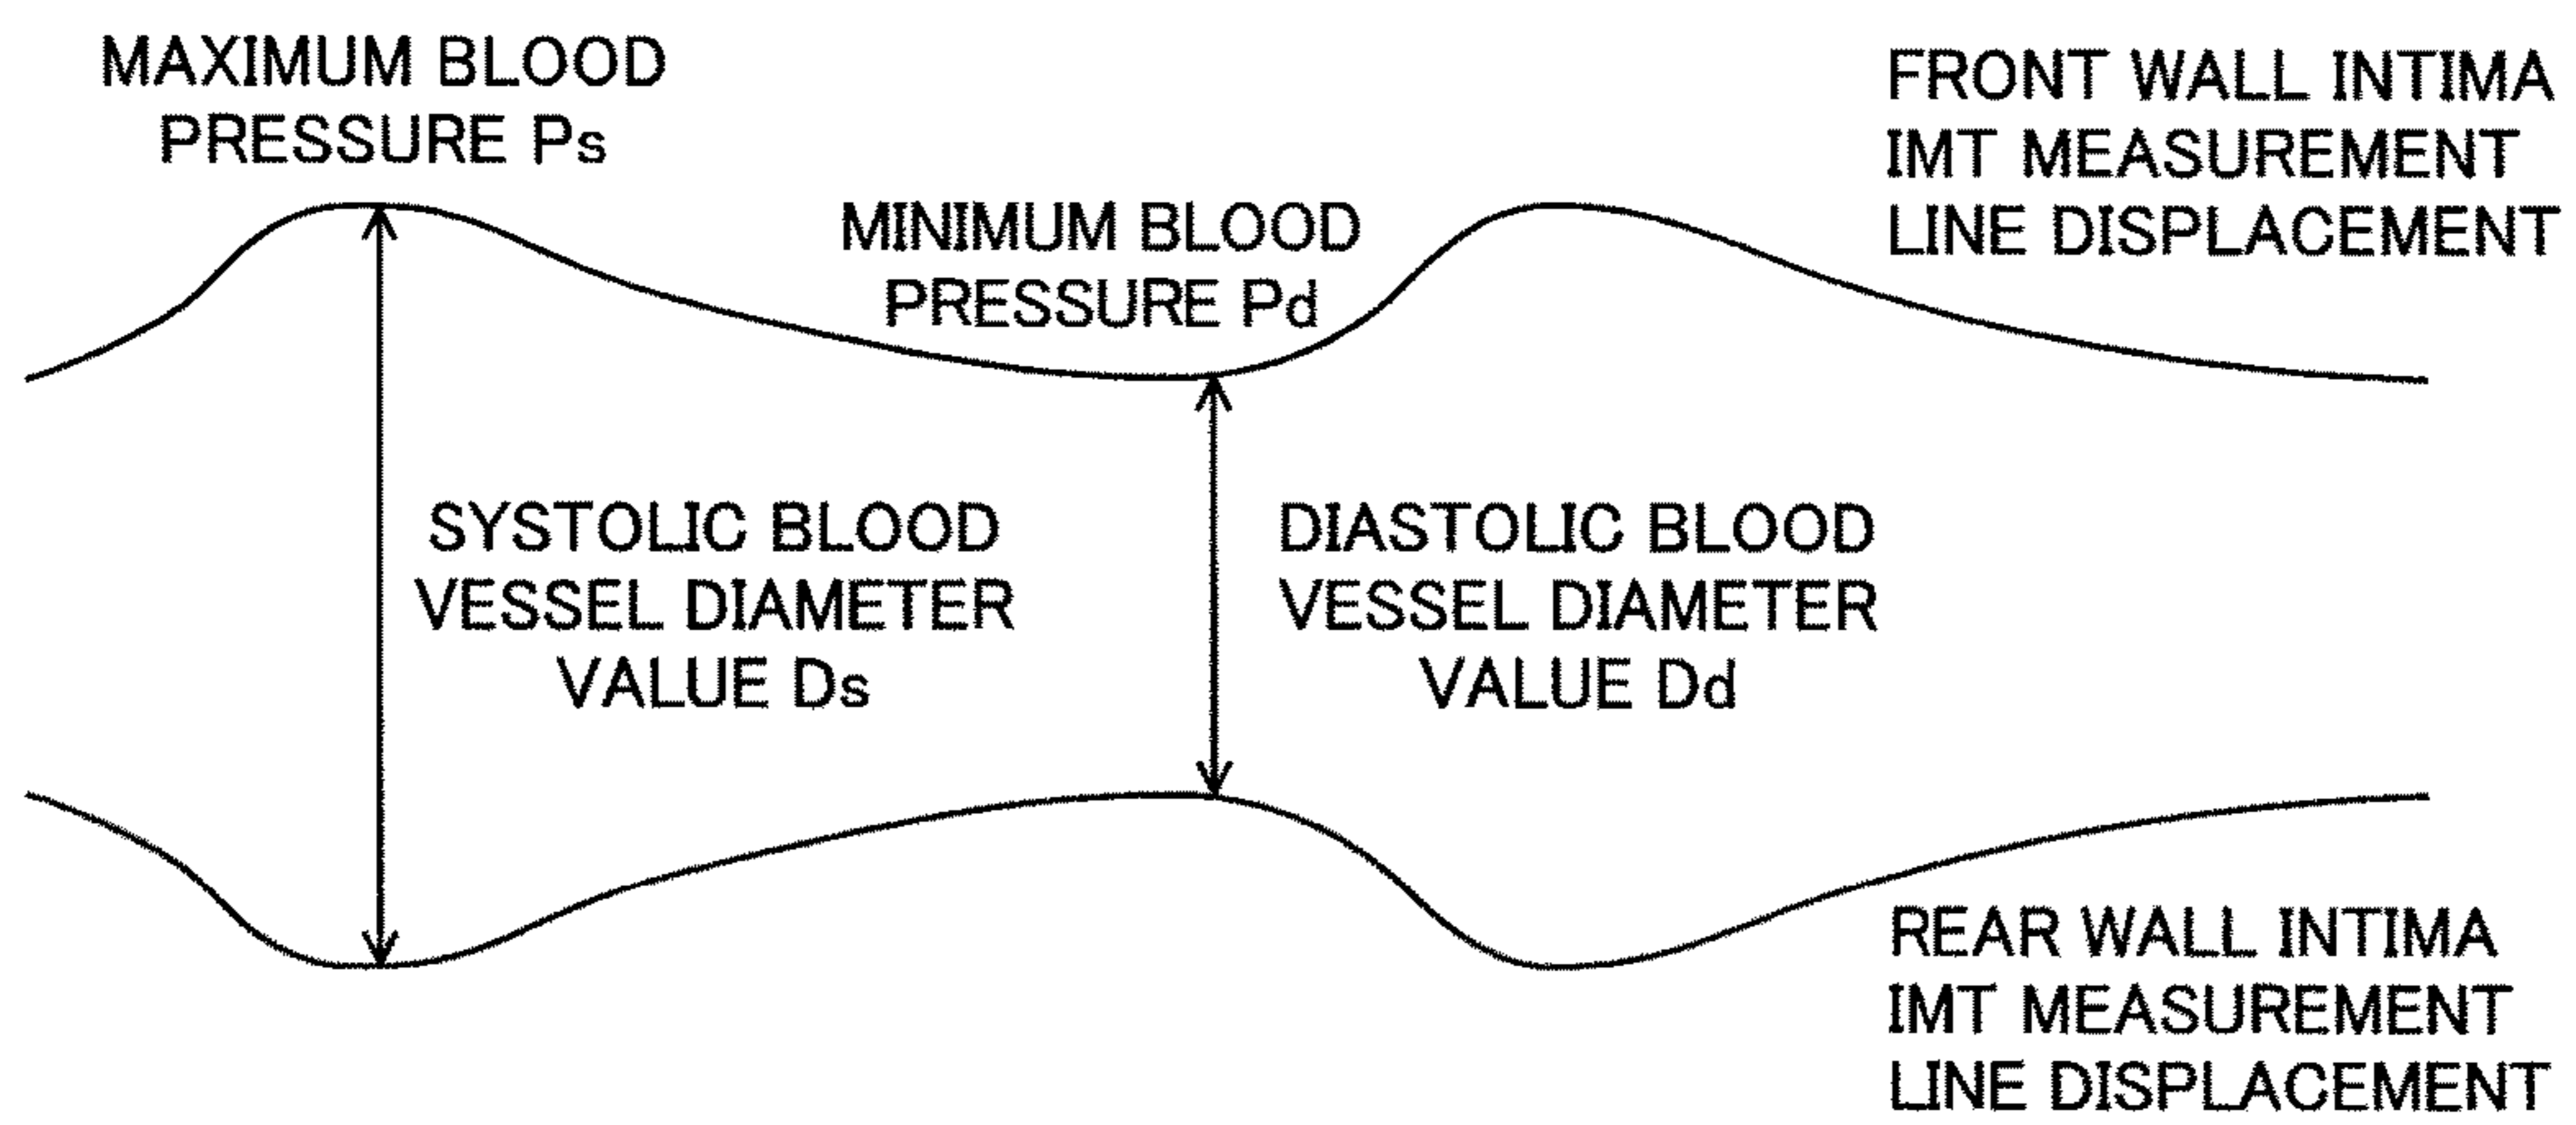 MAXIMUM BLOOD
PRESSURE Ps
MINIMUM BLOOD
PRESSURE Pd
FRONT WALL INTIMA
IMT MEASUREMENT
LINE DISPLACEMENT
SYSTOLIC BLOOD
VESSEL DIAMETER
VALUE Ds
DIASTOLIC BLOOD
VESSEL DIAMETER
VALUE Dd
REAR WALL INTIMA
IMT MEASUREMENT
LINE DISPLACEMENT